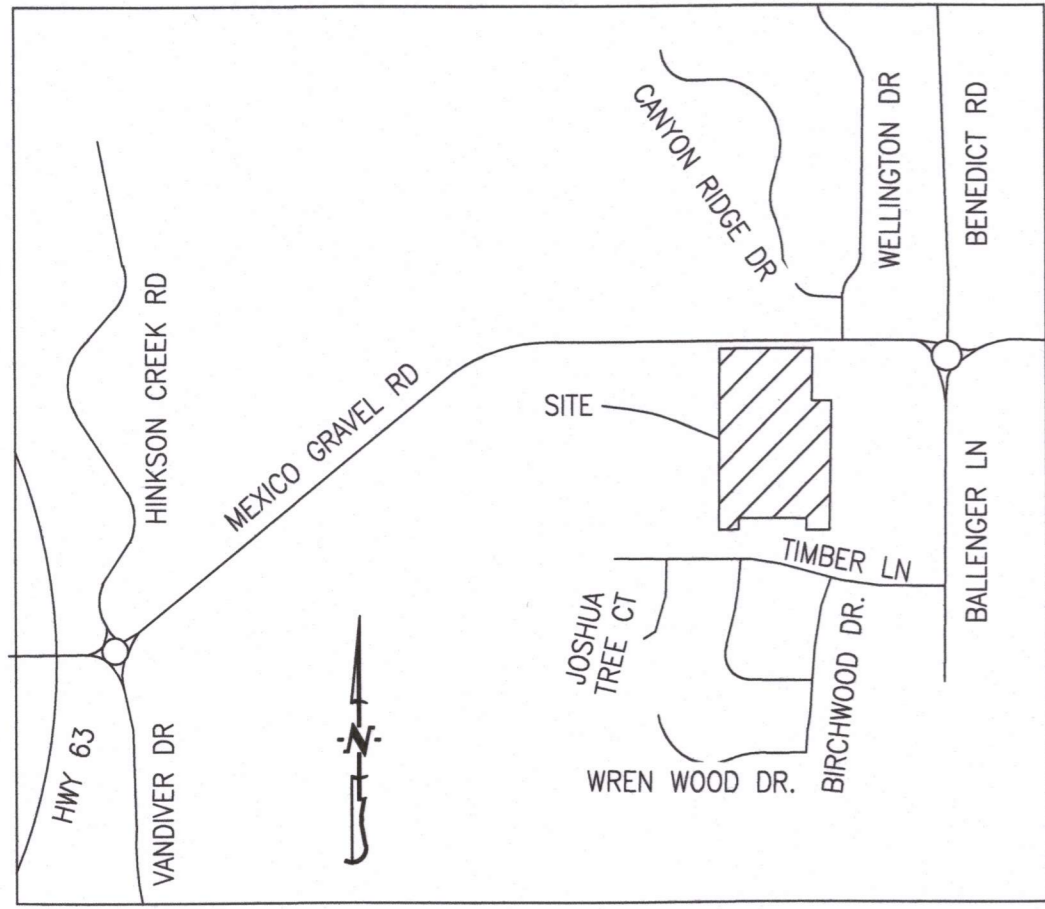 CANYON RIDGE DR
WELLINGTON DR
BENEDICT RD
HINKSON CREEK RD
MEXICO GRAVEL RD
SITE
TIMBER LN
BALLENGER LN
JOSHUA
TREE CT
BIRCHWOOD DR.
WREN WOOD DR.
HWY 63
VANDIVER DR
N